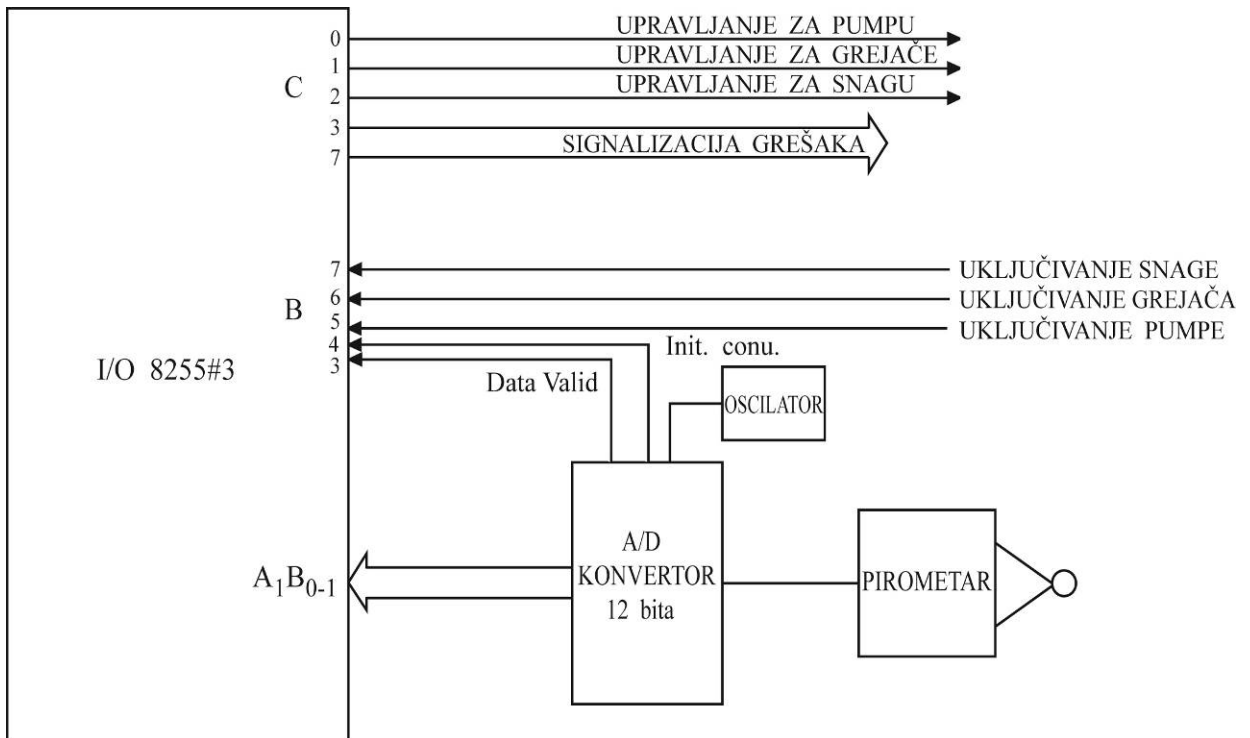 0 UPRAVLJANJE ZA PUMPU
1 UPRAVLJANJE ZA GREJAČE
C 2 UPRAVLJANJE ZA SNAGU
3
SIGNALIZACIJA GREŠAKA
7
7 UKLJUČIVANJE SNAGE
B 6 UKLJUČIVANJE GREJAČA
5 UKLJUČIVANJE PUMPE
4 Init. conu.
3
I/O 8255#3
Data Valid
OSCILATOR
A/D
KONVERTOR
12 bita
A1B0-1
PIROMETAR